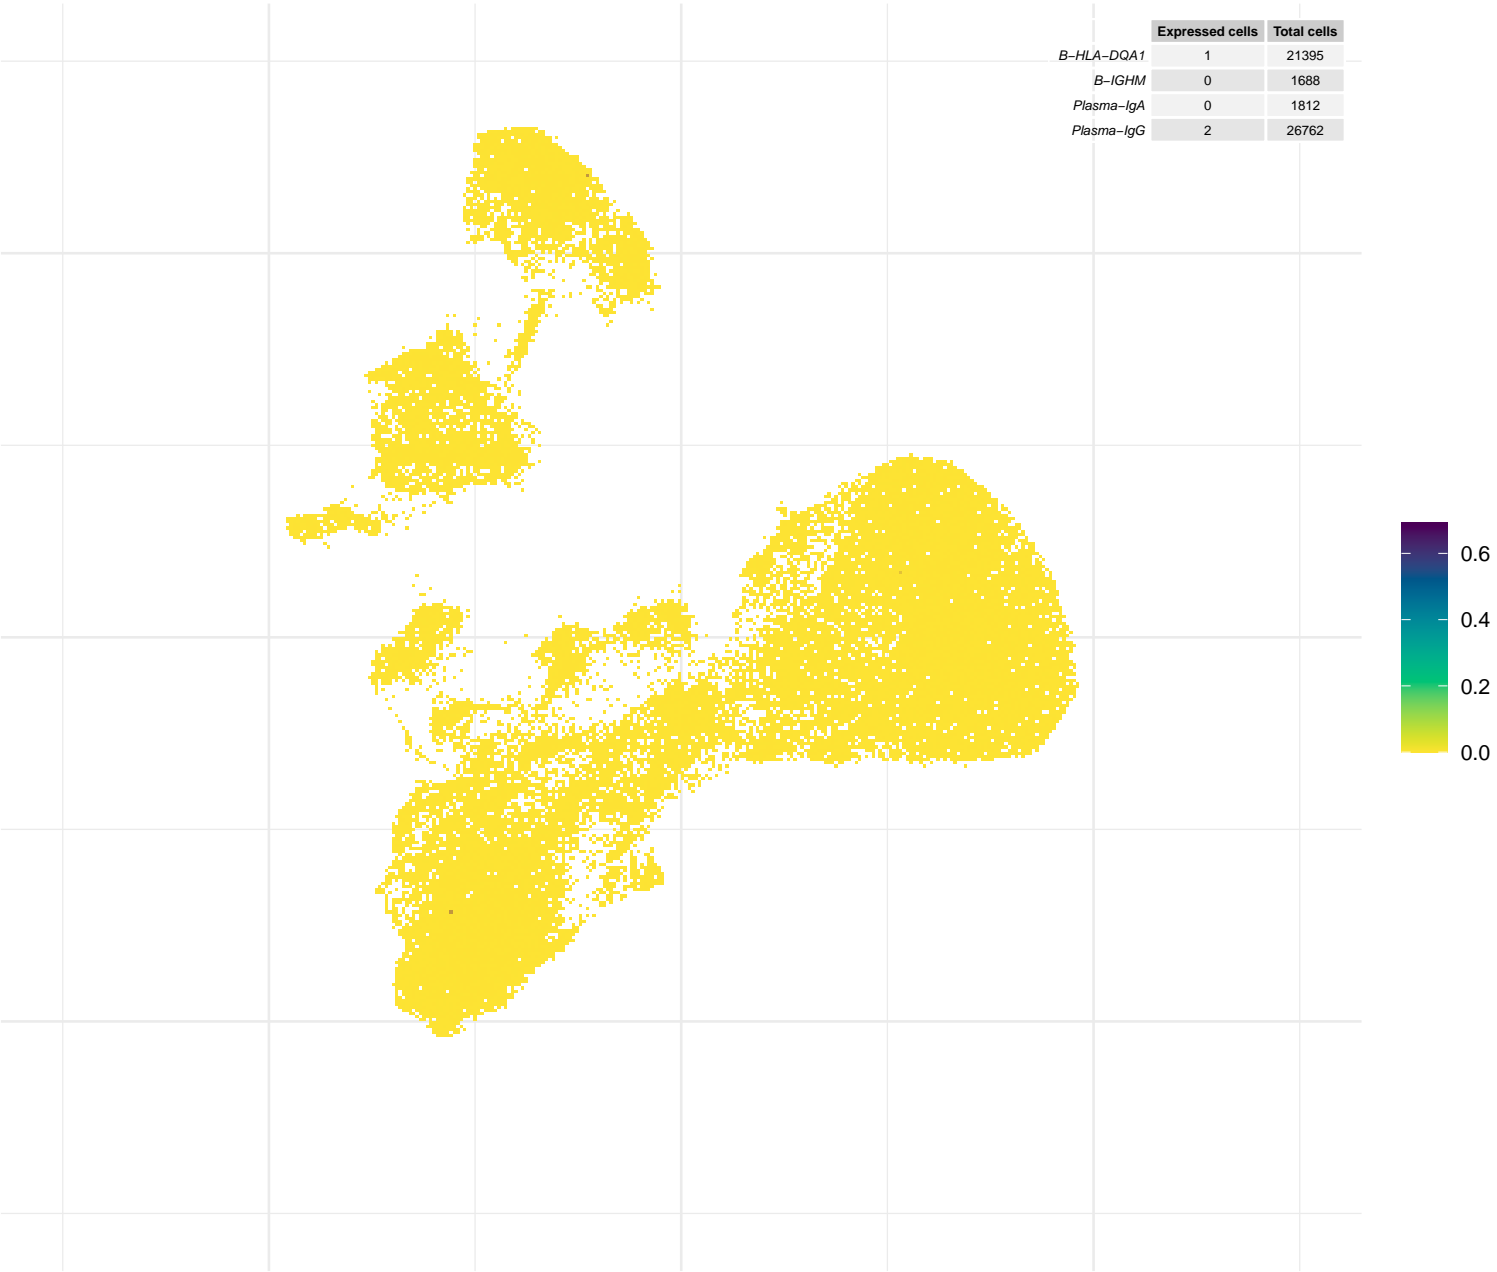 Expressed cells Total cells
B−HLA−DQA1 1 21395
B−IGHM 0 1688
Plasma−IgA 0 1812
Plasma−IgG 2 26762
0.6
0.4
0.2
0.0